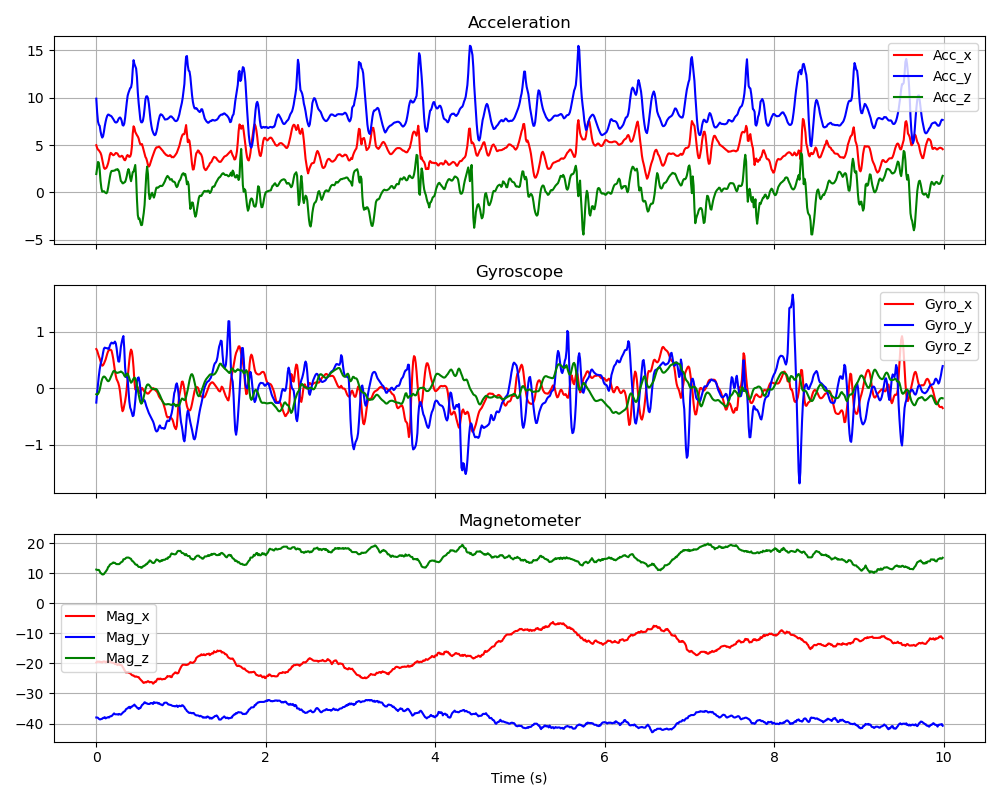 Acceleration
15
10
5
0
−5
Acc_x
Acc_y
Acc_z
Gyroscope
1
0
−1
Gyro_x
Gyro_y
Gyro_z
Magnetometer
20
10
0
−10
−20
−30
−40
Mag_x
Mag_y
Mag_z
0 2 4 6 8 10
Time (s)